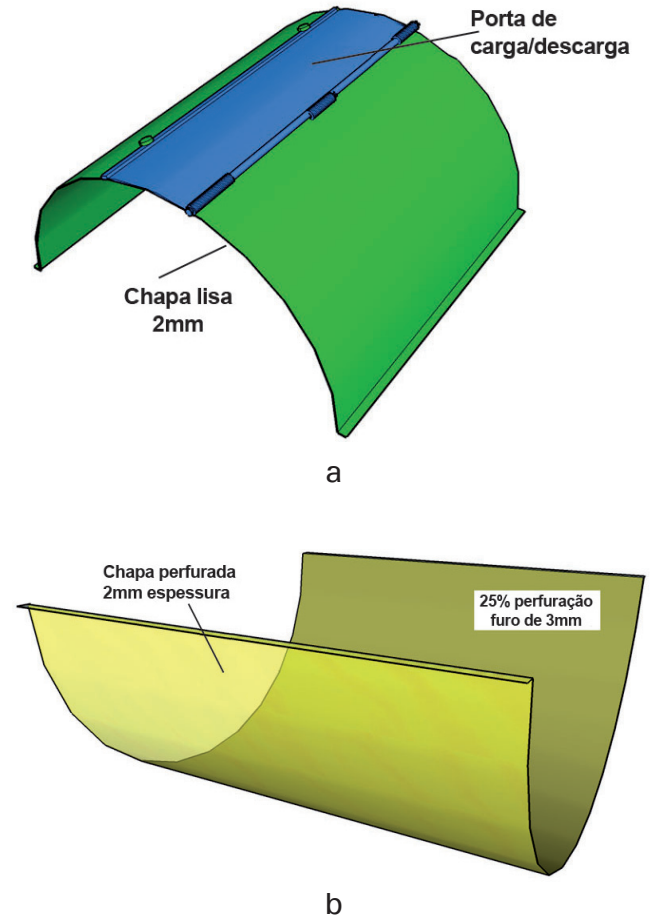 Porta de
carga/descarga
Chapa lisa
2mm
a
Chapa perfurada
2mm espessura
25% perfuração
furo de 3mm
b